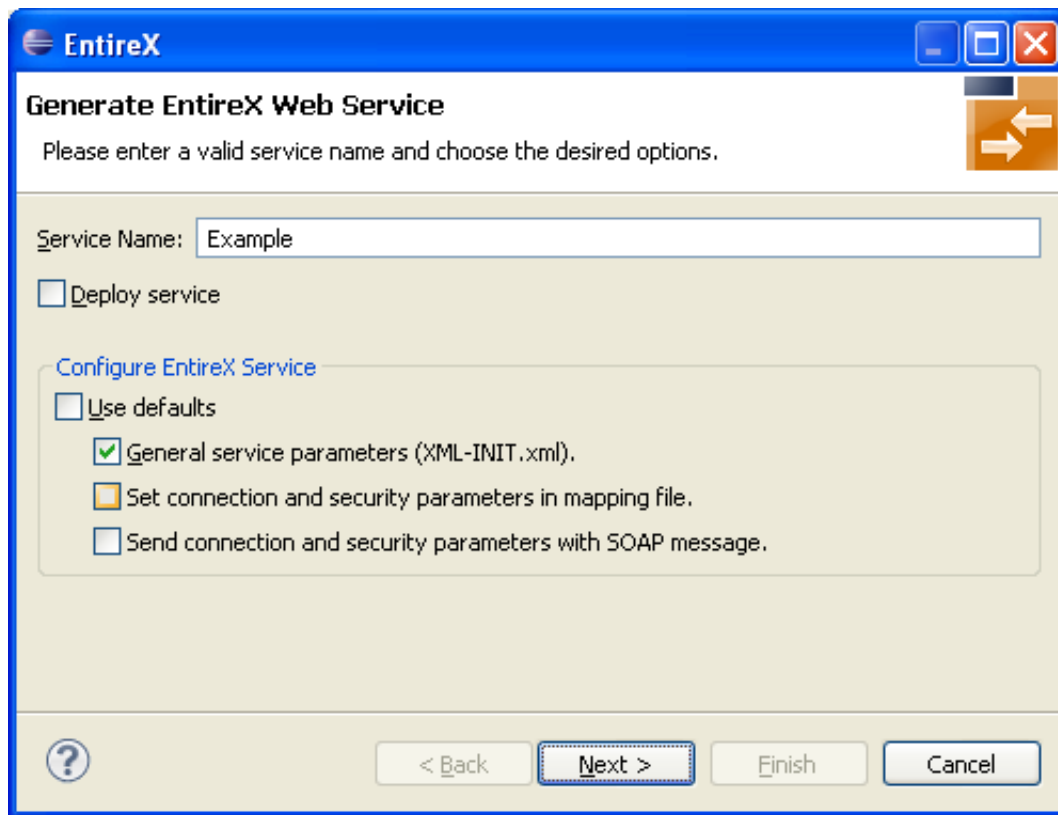 EntireX
Generate EntireX Web Service
Please enter a valid service name and choose the desired options.
Service Name: Example
Deploy service
Configure EntireX Service
Use defaults
General service parameters (XML-INIT.xml).
Set connection and security parameters in mapping file.
Send connection and security parameters with SOAP message.
? < Back Next > Finish Cancel